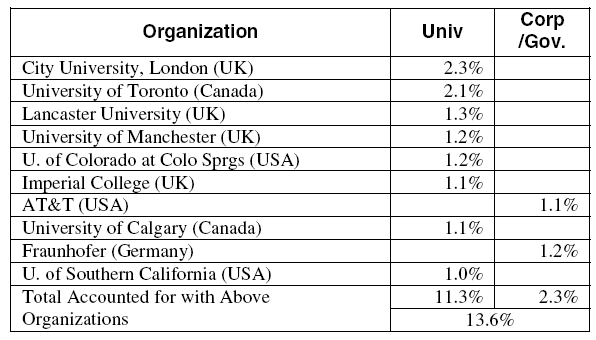 Organization Univ Corp /Gov.
City University, London (UK) 2.3%
University of Toronto (Canada) 2.1%
Lancaster University (UK) 1.3%
University of Manchester (UK) 1.2%
U. of Colorado at Colo Sprgs (USA) 1.2%
Imperial College (UK) 1.1%
AT&T (USA) 1.1%
University of Calgary (Canada) 1.1%
Fraunhofer (Germany) 1.2%
U. of Southern California (USA) 1.0%
Total Accounted for with Above 11.3% 2.3%
Organizations 13.6%